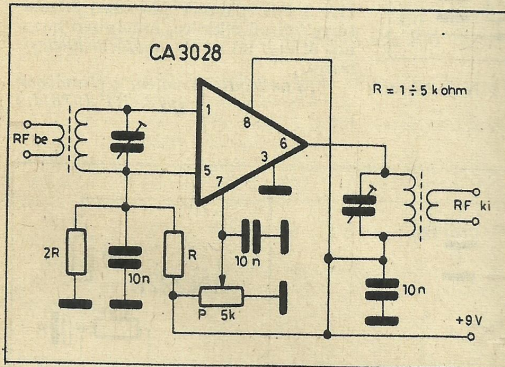 CA3028
R = 1 ÷ 5 k ohm
1
8
6
RF be
5
3
7
RF ki
2R
10n
R
10 n
10n
P 5k
+9V